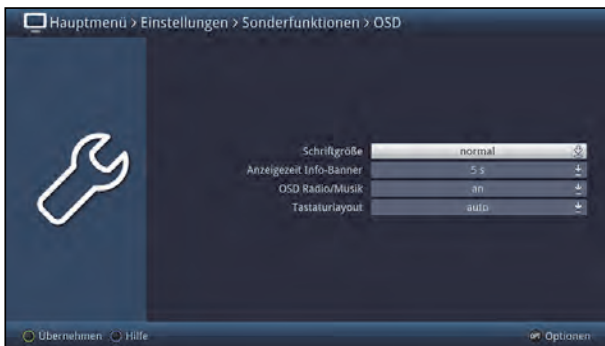 Hauptmenü > Einstellungen > Sonderfunktionen > OSD
Schriftgröße normal
Anzeigezeit Info-Banner 5 s
OSD Radio/Musik an
Tastaturlayout auto
Übernehmen Hilfe OPT Optionen